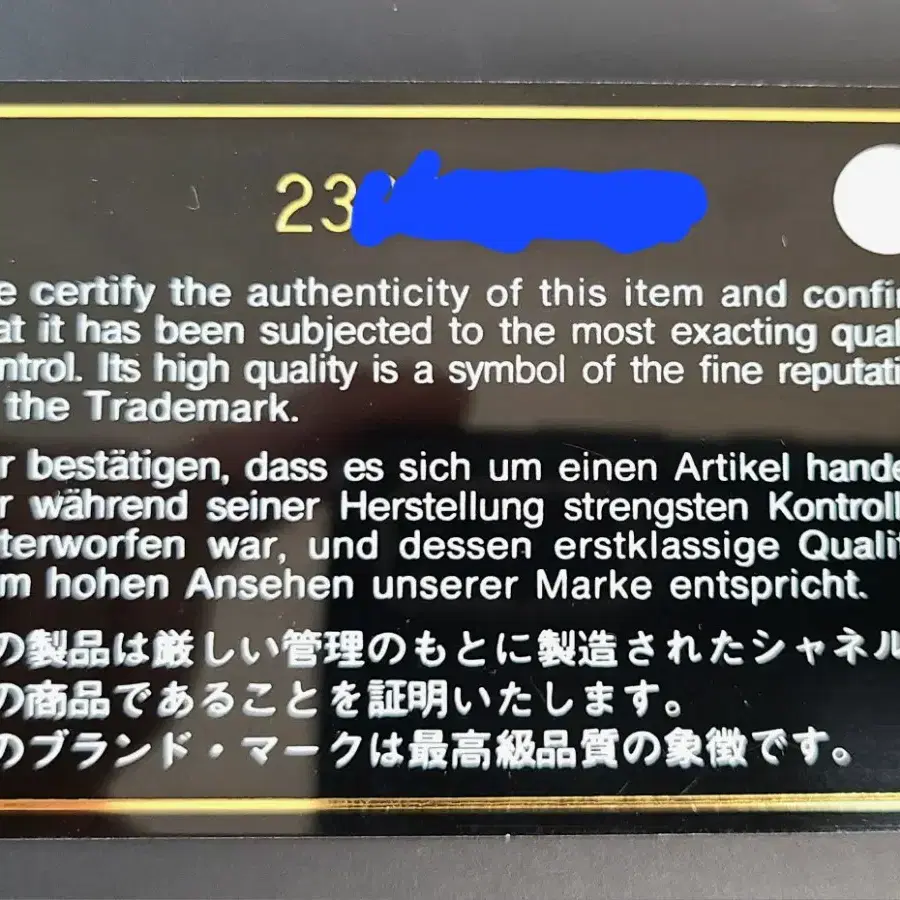 23
e certify the authenticity of this item and confir
at it has been subjected to the most exacting qual
ntrol. Its high quality is a symbol of the fine reputati
the Trademark.
r bestätigen, dass es sich um einen Artikel hande
r während seiner Herstellung strengsten Kontroll
terworfen war, und dessen erstklassige Qualit
m hohen Ansehen unserer Marke entspricht.
の製品は厳しい管理のもとに製造されたシャネル
の商品であることを証明いたします。
のブランド・マークは最高級品質の象徴です。